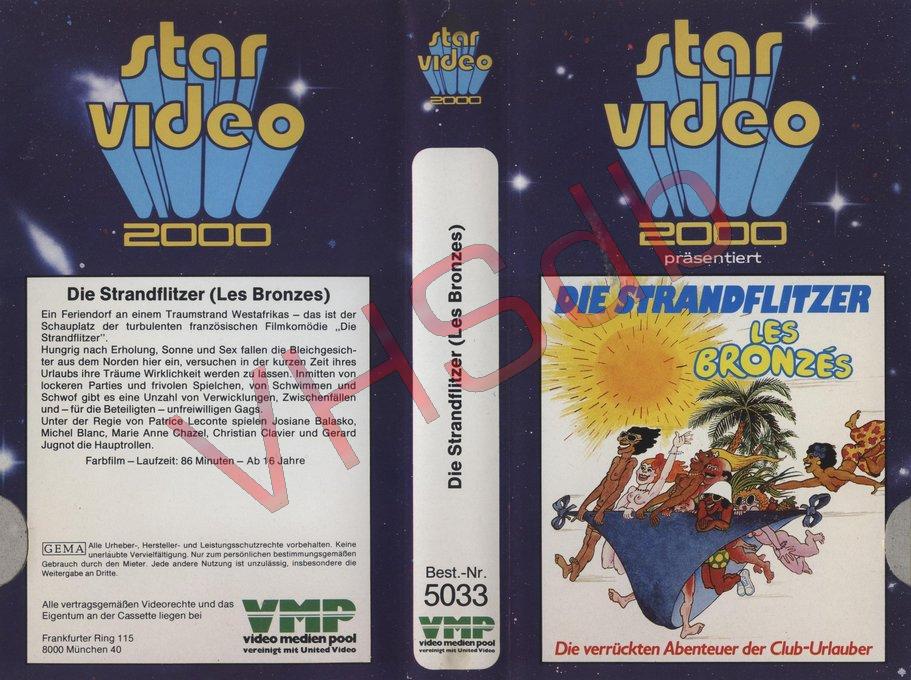 star
video
2000
Die Strandflitzer (Les Bronzes)
Ein Feriendorf an einem Traumstrand Westafrikas – das ist der
Schauplatz der turbulenten französischen Filmkomödie „Die
Strandflitzer".
Hungrig nach Erholung, Sonne und Sex fallen die Bleichgesich-
ter aus dem Norden hier ein, versuchen in der kurzen Zeit ihres
Urlaubs ihre Träume Wirklichkeit werden zu lassen. Inmitten von
lockeren Parties und frivolen Spielchen, von Schwimmen und
Schwof gibt es eine Unzahl von Verwicklungen, Zwischenfällen
und – für die Beteiligten – unfreiwilligen Gags.
Unter der Regie von Patrice Leconte spielen Josiane Balasko,
Michel Blanc, Marie Anne Chazel, Christian Clavier und Gerard
Jugnot die Hauptrollen.
Farbfilm – Laufzeit: 86 Minuten – Ab 16 Jahre
GEMA Alle Urheber-, Hersteller- und Leistungsschutzrechte vorbehalten. Keine
unerlaubte Vervielfältigung. Nur zum persönlichen bestimmungsgemäßen
Gebrauch durch den Mieter. Jede andere Nutzung ist unzulässig, insbesondere die
Weitergabe an Dritte.
Alle vertragsgemäßen Videorechte und das
Eigentum an der Cassette liegen bei
Frankfurter Ring 115
8000 München 40
VMP
video medien pool
vereinigt mit United Video
star
video
2000
Die Strandflitzer (Les Bronzes)
Best.-Nr.
5033
VMP
video medien pool
vereinigt mit United Video
star
video
2000
präsentiert
DIE STRANDFLITZER
LES
BRONZÉS
Die verrückten Abenteuer der Club-Urlauber
VHSdb